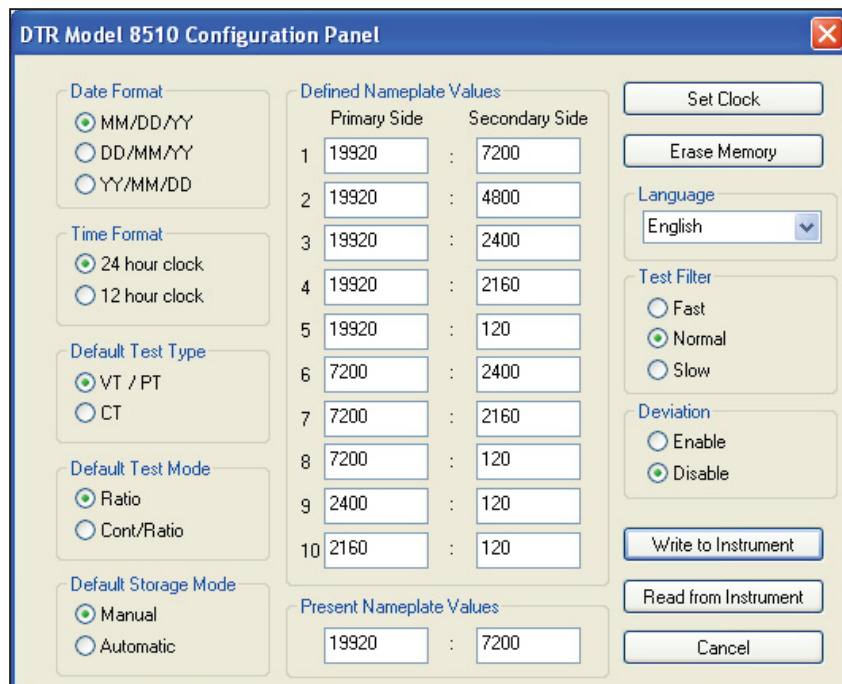 DTR Model 8510 Configuration Panel
Date Format
MM/DD/YY
DD/MM/YY
YY/MM/DD
Time Format
24 hour clock
12 hour clock
Default Test Type
VT / PT
CT
Default Test Mode
Ratio
Cont/Ratio
Default Storage Mode
Manual
Automatic
Defined Nameplate Values
Primary Side Secondary Side
1 19920 : 7200
2 19920 : 4800
3 19920 : 2400
4 19920 : 2160
5 19920 : 120
6 7200 : 2400
7 7200 : 2160
8 7200 : 120
9 2400 : 120
10 2160 : 120
Present Nameplate Values
19920 : 7200
Set Clock
Erase Memory
Language
English
Test Filter
Fast
Normal
Slow
Deviation
Enable
Disable
Write to Instrument
Read from Instrument
Cancel